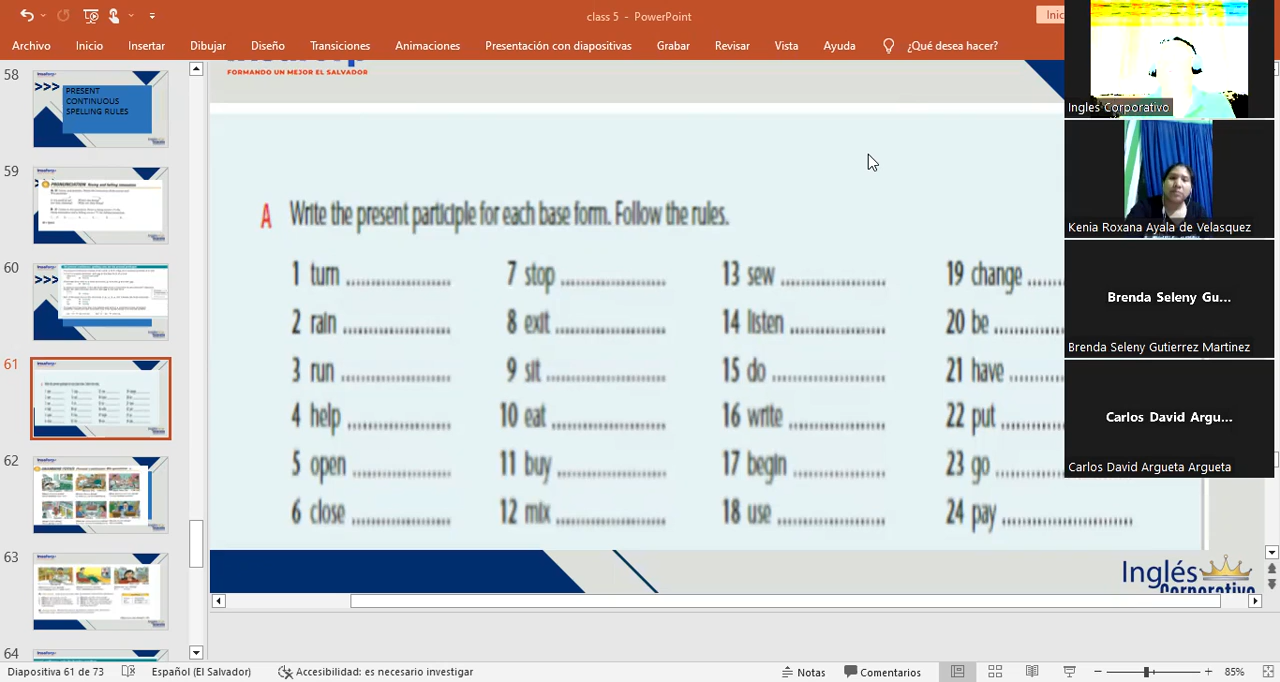 class 5 - PowerPoint
Inic
Archivo Inicio Insertar Dibujar Diseño Transiciones Animaciones Presentación con diapositivas Grabar Revisar Vista Ayuda ¿Qué desea hacer?
58
>>> PRESENT
CONTINUOUS
SPELLING RULES
59
60
61
62
63
64
FORMANDO UN MEJOR EL SALVADOR
A Write the present participle for each base form. Follow the rules.
1 turn ....................
2 rain ....................
3 run ....................
4 help ....................
5 open ....................
6 close ....................
7 stop ....................
8 exit ....................
9 sit ....................
10 eat ....................
11 buy ....................
12 mix ....................
13 sew ....................
14 listen ....................
15 do ....................
16 write ....................
17 begin ....................
18 use ....................
19 change .......
20 be .............
21 have ..........
22 put ............
23 go ............
24 pay .........................
Inglés
Corporativo
Ingles Corporativo
Kenia Roxana Ayala de Velasquez
Brenda Seleny Gu...
Brenda Seleny Gutierrez Martinez
Carlos David Argu...
Carlos David Argueta Argueta
Diapositiva 61 de 73 Español (El Salvador) Accesibilidad: es necesario investigar Notas Comentarios 85%